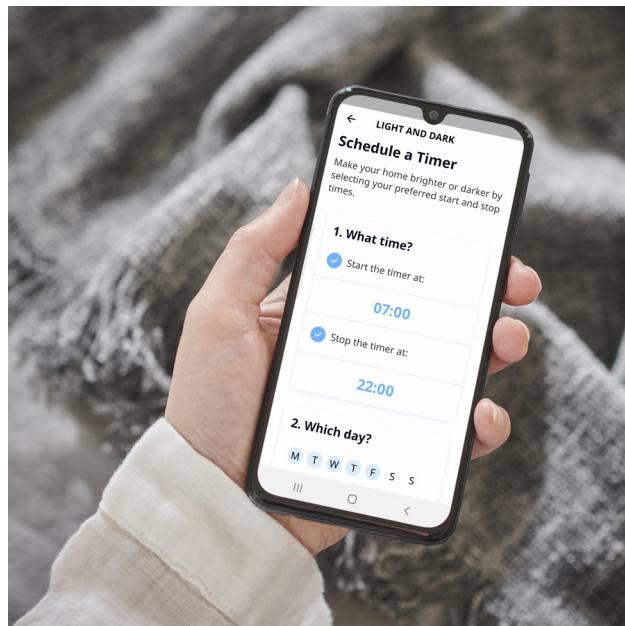 LIGHT AND DARK
Schedule a Timer
Make your home brighter or darker by
selecting your preferred start and stop
times.
1. What time?
Start the timer at:
07:00
Stop the timer at:
22:00
2. Which day?
M T W T F S S